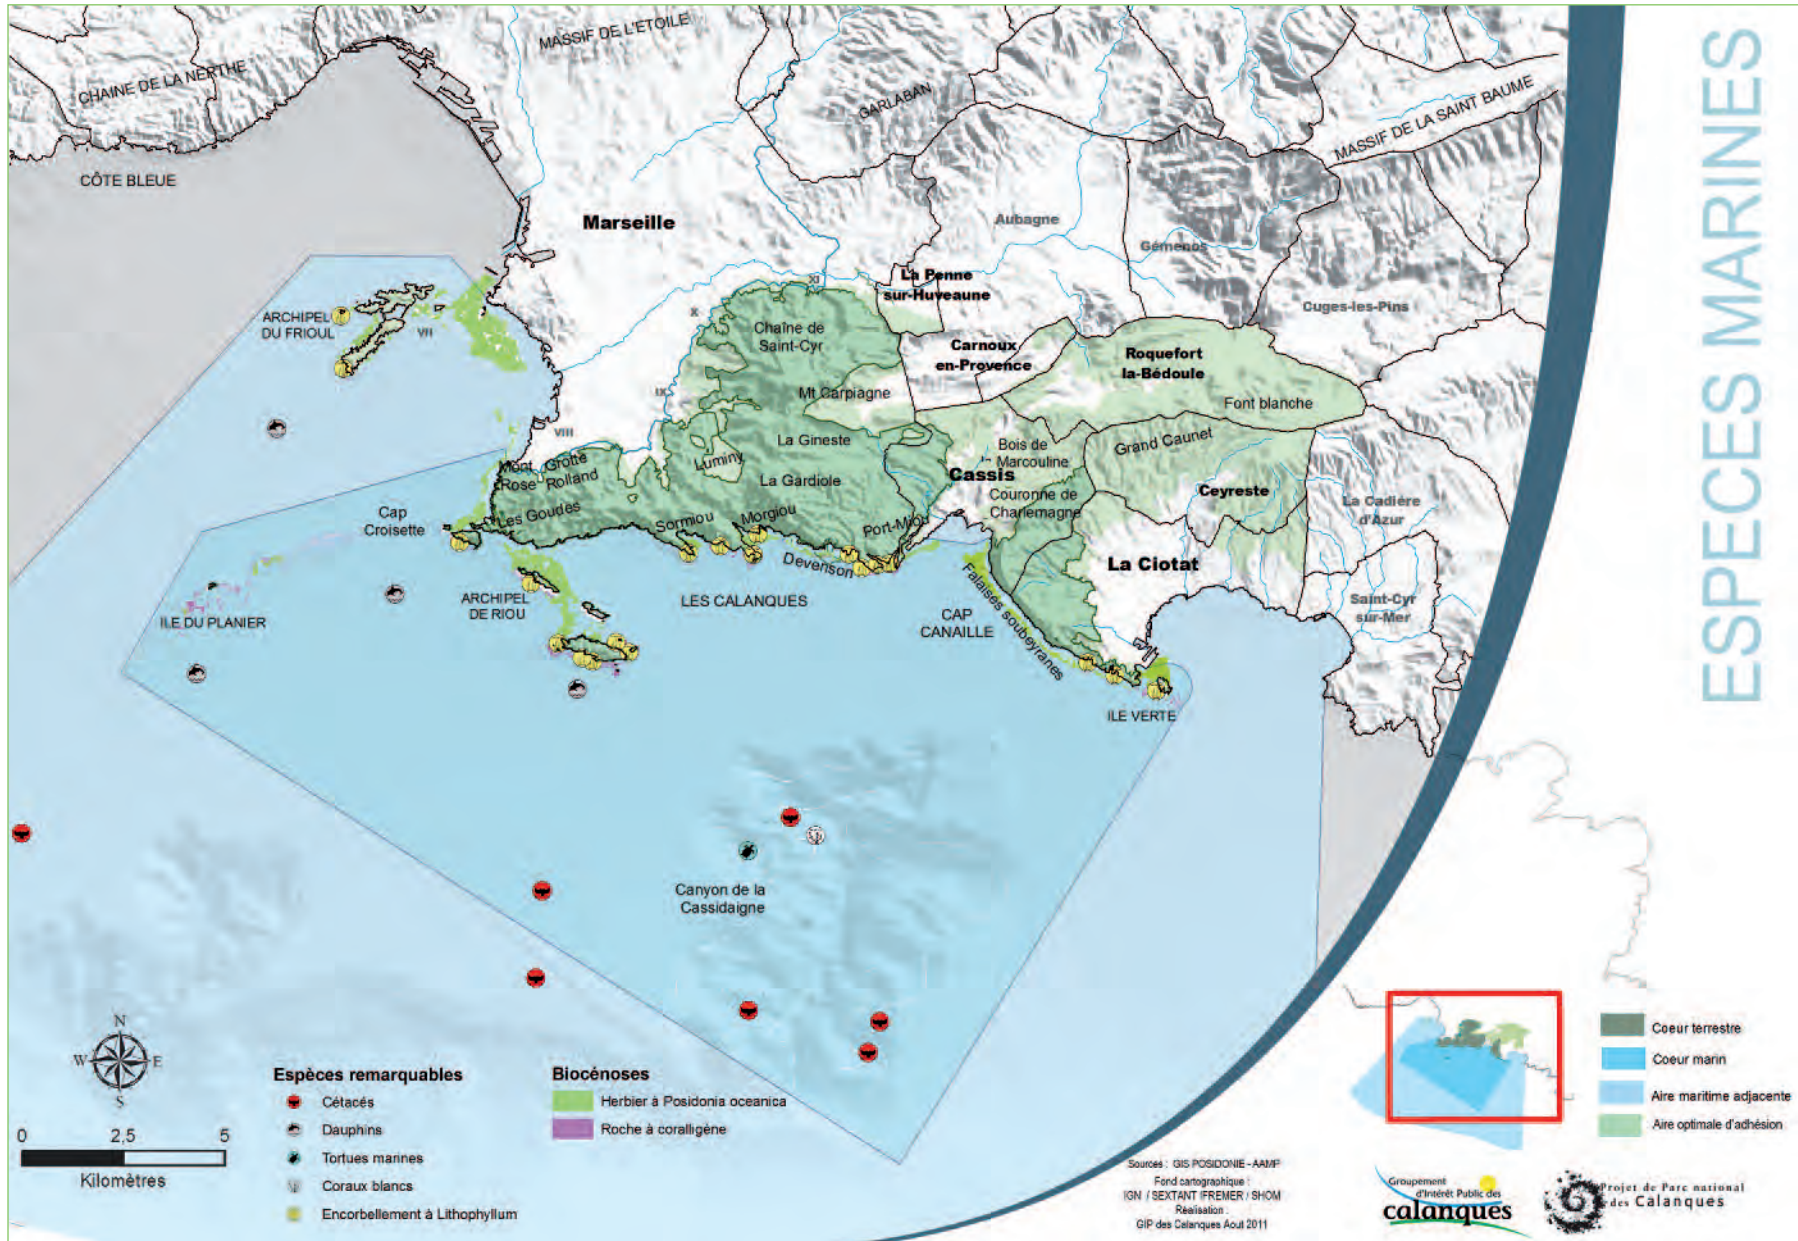 ESPECES MARINES
MASSIF DE L'ETOILE
CHAINE DE LA NERTHE
GARLABAN
MASSIF DE LA SAINT BAUME
CÔTE BLEUE
Marseille
Aubagne
Gémenos
XI
La Penne
sur-Huveaune
Cuges-les-Pins
ARCHIPEL
DU FRIOUL
VII
X
Chaîne de
Saint-Cyr
Carnoux
en-Provence
Roquefort
la-Bédoule
IX
Mt Carpiagne
Font blanche
VIII
La Gineste
Bois de
Marcouline
Grand Caunet
Mont
Rose
Grotte
Rolland
Luminy
La Gardiole
Cassis
Couronne de
Charlemagne
Ceyreste
La Cadière
d'Azur
Cap
Croisette
Les Goudes
Sormiou
Morgiou
Port-Miou
Devenson
La Ciotat
Falaises soubeyranes
ILE DU PLANIER
ARCHIPEL
DE RIOU
LES CALANQUES
CAP
CANAILLE
Saint-Cyr
sur-Mer
ILE VERTE
Canyon de la
Cassidaigne
N
W E
S
0 2,5 5
Kilomètres
Espèces remarquables
Cétacés
Dauphins
Tortues marines
Coraux blancs
Encorbellement à Lithophyllum
Biocénoses
Herbier à Posidonia oceanica
Roche à coralligène
Coeur terrestre
Coeur marin
Aire maritime adjacente
Aire optimale d'adhésion
Sources : GIS POSIDONIE - AAMP
Fond cartographique :
IGN / SEXTANT IFREMER / SHOM
Réalisation :
GIP des Calanques Aout 2011
Groupement
d'Intérêt Public des
calanques
Projet de Parc national
des Calanques